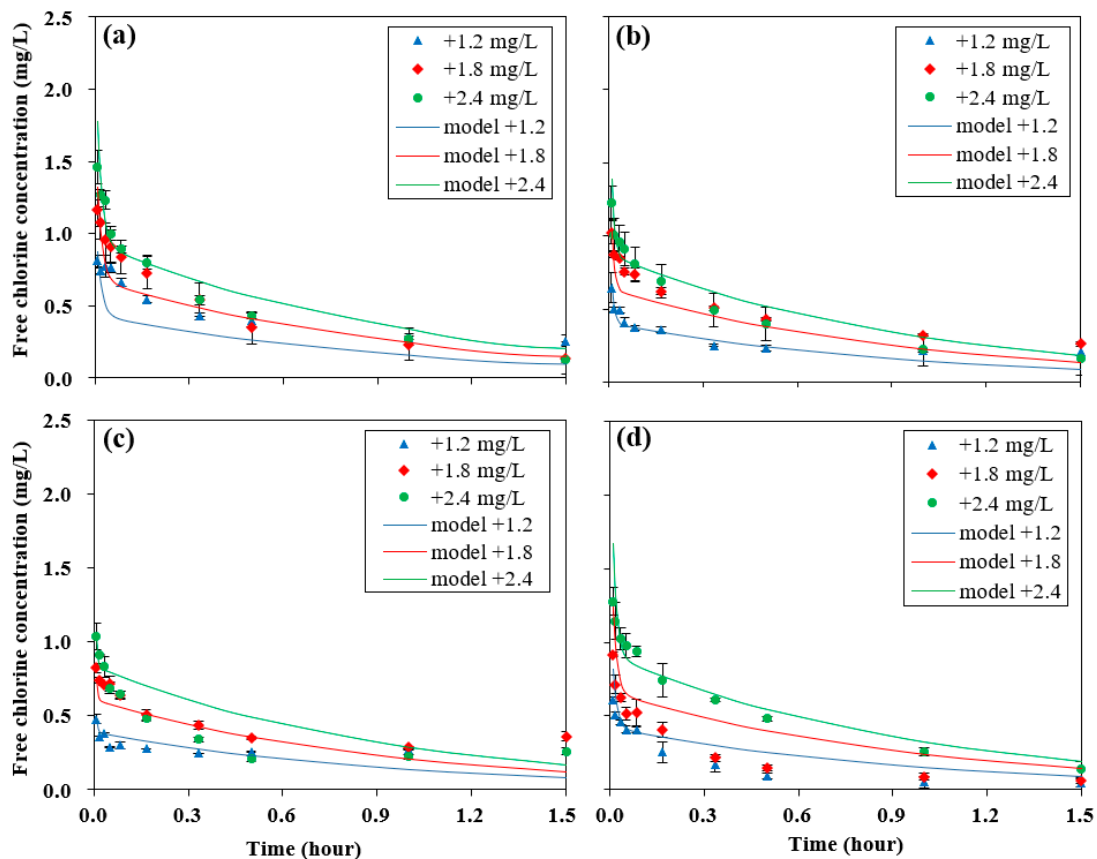 (a)
+1.2 mg/L
+1.8 mg/L
+2.4 mg/L
model +1.2
model +1.8
model +2.4
2.5
2.0
1.5
1.0
0.5
0.0
Free chlorine concentration (mg/L)
(b)
+1.2 mg/L
+1.8 mg/L
+2.4 mg/L
model +1.2
model +1.8
model +2.4
(c)
+1.2 mg/L
+1.8 mg/L
+2.4 mg/L
model +1.2
model +1.8
model +2.4
2.5
2.0
1.5
1.0
0.5
0.0
Free chlorine concentration (mg/L)
0.0 0.3 0.6 0.9 1.2 1.5
Time (hour)
(d)
+1.2 mg/L
+1.8 mg/L
+2.4 mg/L
model +1.2
model +1.8
model +2.4
0.0 0.3 0.6 0.9 1.2 1.5
Time (hour)